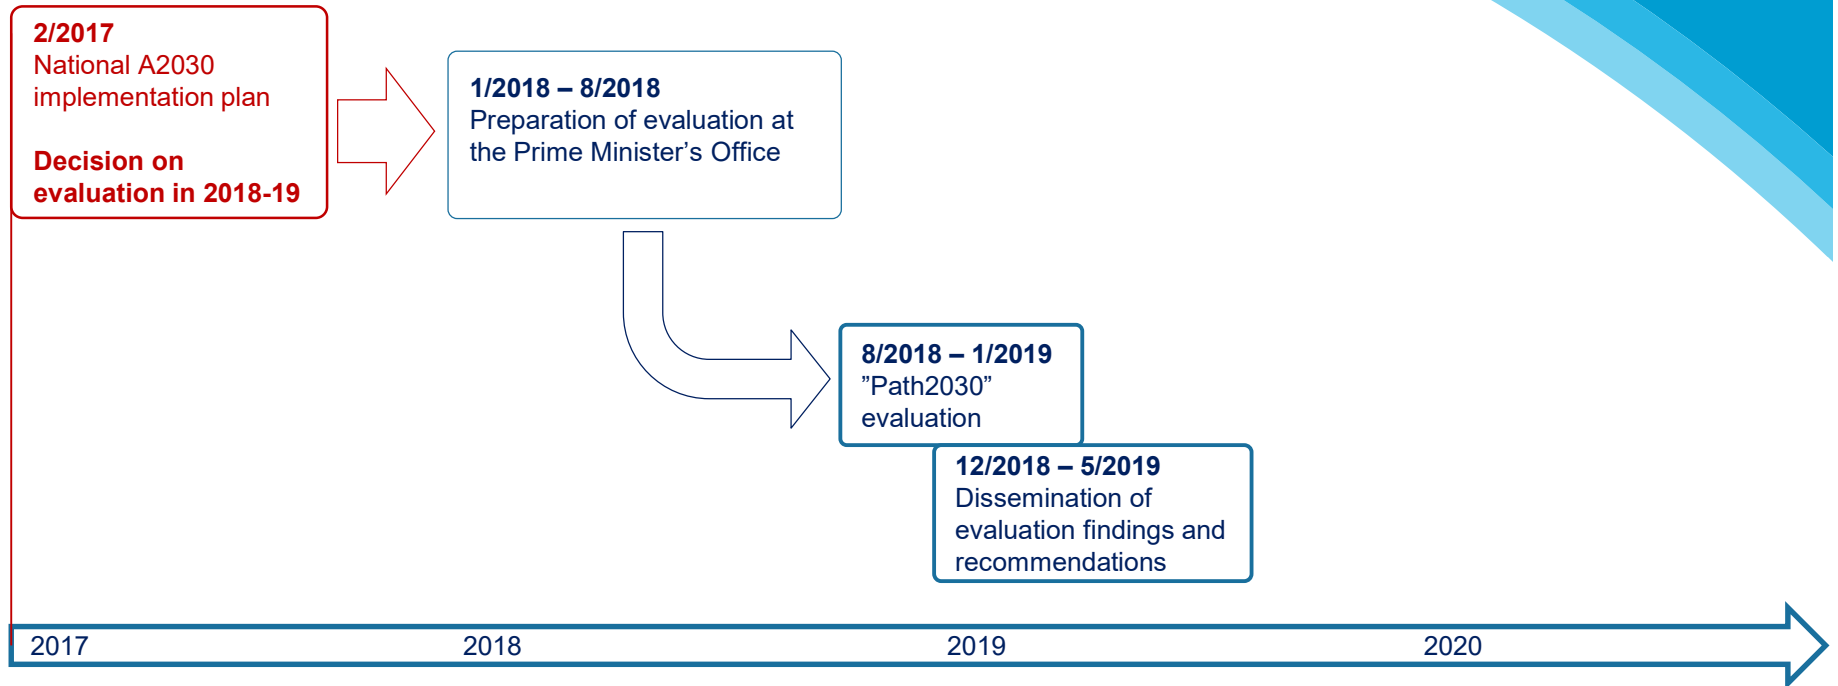 2/2017
National A2030
implementation plan
Decision on
evaluation in 2018-19
1/2018 – 8/2018
Preparation of evaluation at
the Prime Minister’s Office
8/2018 – 1/2019
”Path2030”
evaluation
12/2018 – 5/2019
Dissemination of
evaluation findings and
recommendations
2017
2018
2019
2020